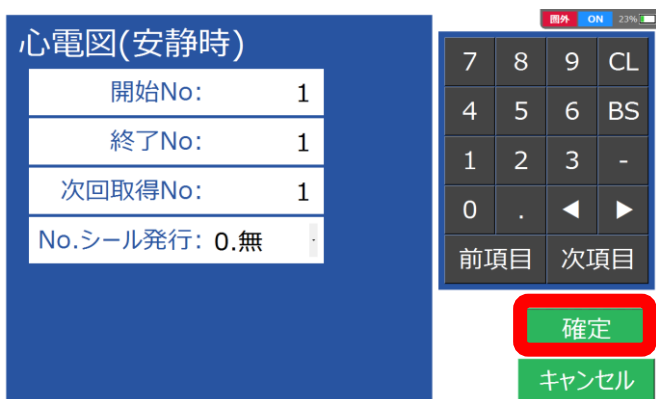 圏外 ON 23%
心電図(安静時)
開始No: 1
終了No: 1
次回取得No: 1
No.シール発行: 0.無
7 8 9 CL
4 5 6 BS
1 2 3 -
0 . ◀ ▶
前項目 次項目
確定
キャンセル